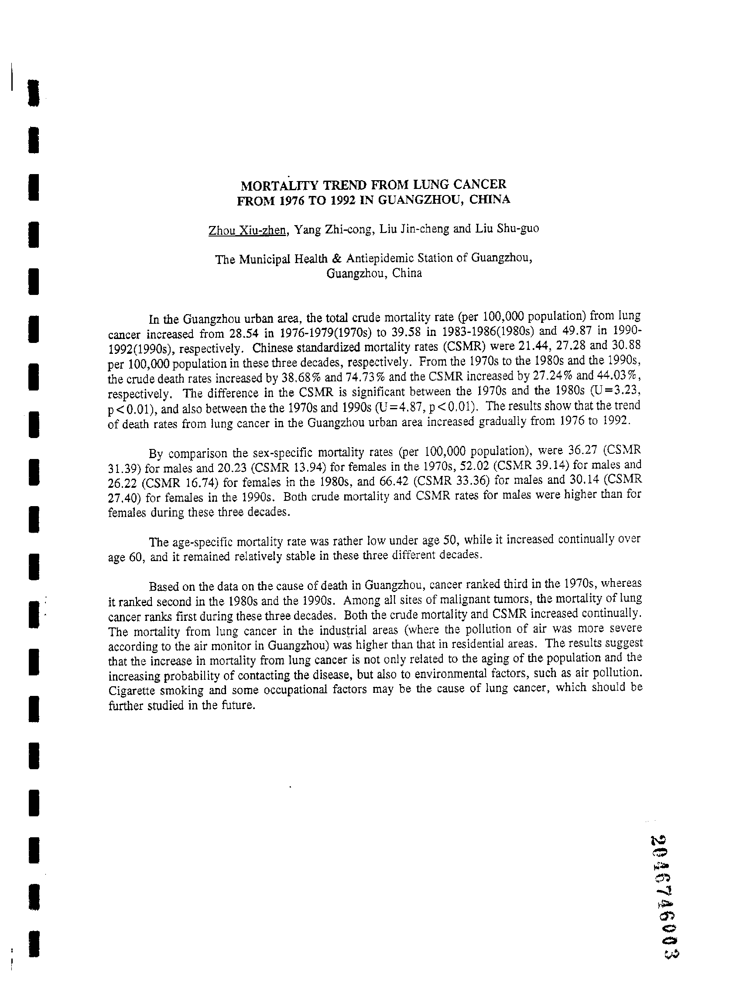 MORTALITY TREND FROM LUNG CANCER
FROM 1976 TO 1992 IN GUANGZHOU, CHINA
Zhou Xiu-zhen, Yang Zhi-cong, Liu Jin-cheng and Liu Shu-guo
The Municipal Health & Antiepidemic Station of Guangzhou,
Guangzhou, China
In the Guangzhou urban area, the total crude mortality rate (per 100,000 population) from lung
cancer increased from 28.54 in 1976-1979(1970s) to 39.58 in 1983-1986(1980s) and 49.87 in 1990-
1992(1990s), respectively. Chinese standardized mortality rates (CSMR) were 21.44, 27.28 and 30.88
per 100,000 population in these three decades, respectively. From the 1970s to the 1980s and the 1990s,
the crude death rates increased by 38.68% and 74.73% and the CSMR increased by 27.24% and 44.03%,
respectively. The difference in the CSMR is significant between the 1970s and the 1980s (U=3.23,
p<0.01), and also between the the 1970s and 1990s (U=4.87, p<0.01). The results show that the trend
of death rates from lung cancer in the Guangzhou urban area increased gradually from 1976 to 1992.
By comparison the sex-specific mortality rates (per 100,000 population), were 36.27 (CSMR
31.39) for males and 20.23 (CSMR 13.94) for females in the 1970s, 52.02 (CSMR 39.14) for males and
26.22 (CSMR 16.74) for females in the 1980s, and 66.42 (CSMR 33.36) for males and 30.14 (CSMR
27.40) for females in the 1990s. Both crude mortality and CSMR rates for males were higher than for
females during these three decades.
The age-specific mortality rate was rather low under age 50, while it increased continually over
age 60, and it remained relatively stable in these three different decades.
Based on the data on the cause of death in Guangzhou, cancer ranked third in the 1970s, whereas
it ranked second in the 1980s and the 1990s. Among all sites of malignant tumors, the mortality of lung
cancer ranks first during these three decades. Both the crude mortality and CSMR increased continually.
The mortality from lung cancer in the industrial areas (where the pollution of air was more severe
according to the air monitor in Guangzhou) was higher than that in residential areas. The results suggest
that the increase in mortality from lung cancer is not only related to the aging of the population and the
increasing probability of contacting the disease, but also to environmental factors, such as air pollution.
Cigarette smoking and some occupational factors may be the cause of lung cancer, which should be
further studied in the future.
2046746003